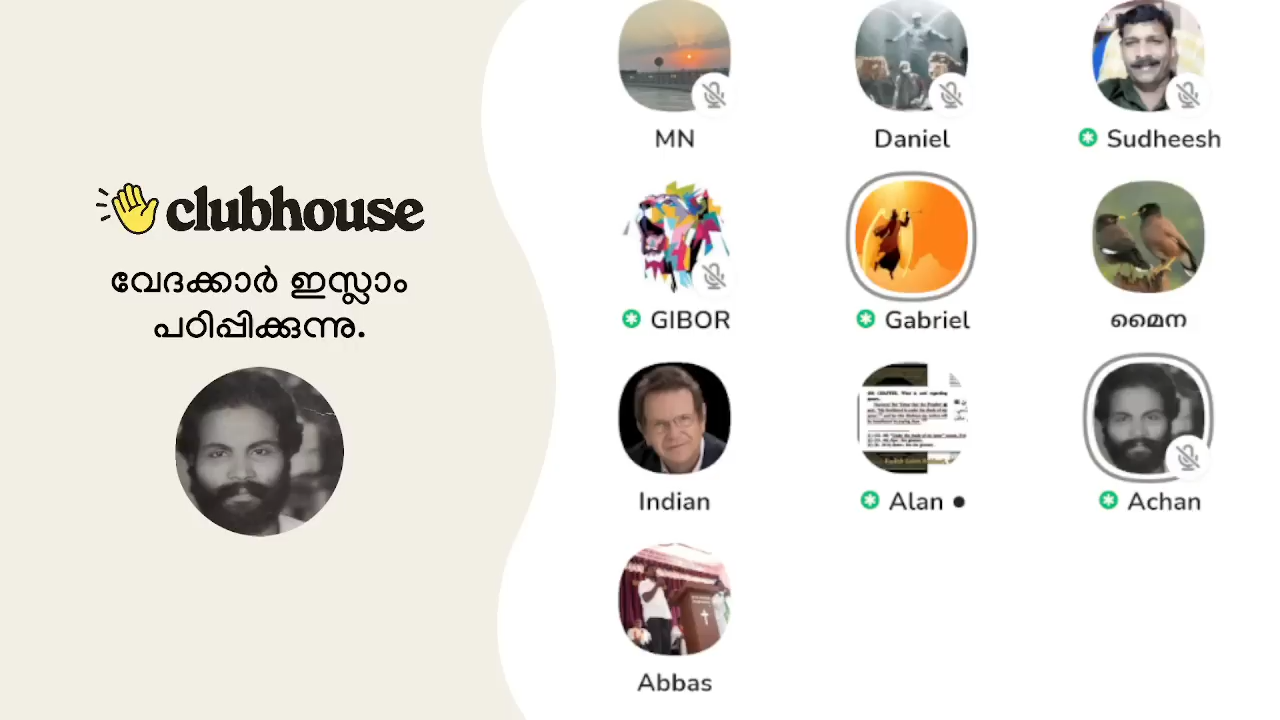 clubhouse
വേദക്കാർ ഇസ്ലാം
പഠിപ്പിക്കുന്നു.
MN
Daniel
Sudheesh
GIBOR
Gabriel
മൈന
Indian
Alan
Achan
Abbas